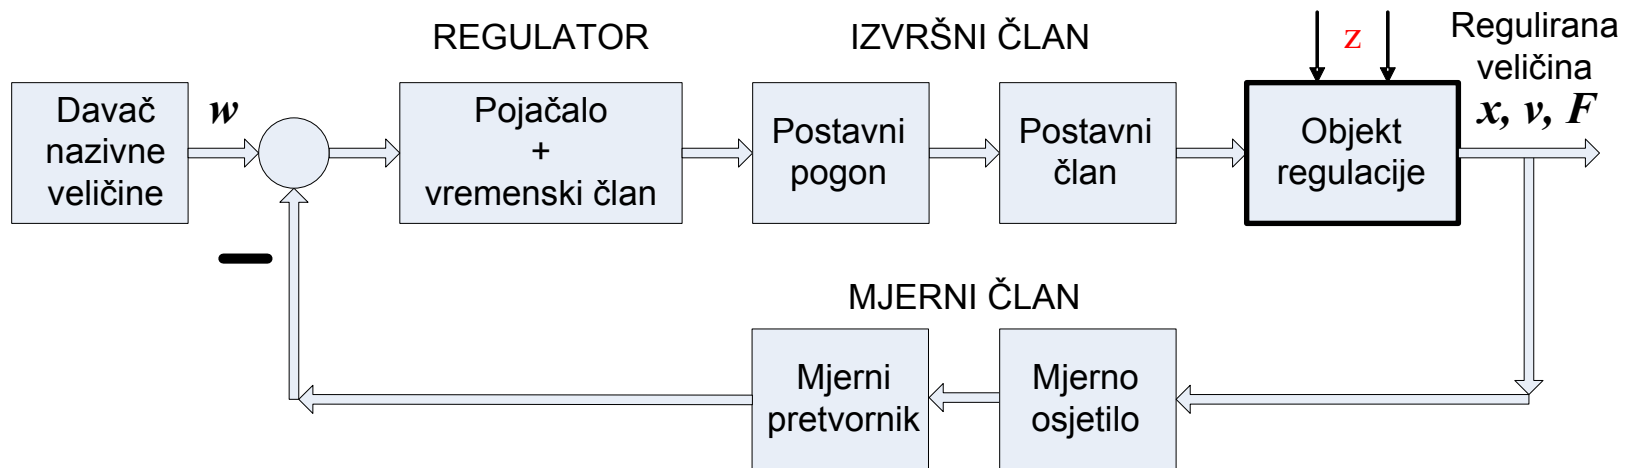 REGULATOR
IZVRŠNI ČLAN
z
Regulirana
veličina
x, v, F
Davač
nazivne
veličine
w
Pojačalo
+
vremenski član
Postavni
pogon
Postavni
član
Objekt
regulacije
–
MJERNI ČLAN
Mjerni
pretvornik
Mjerno
osjetilo